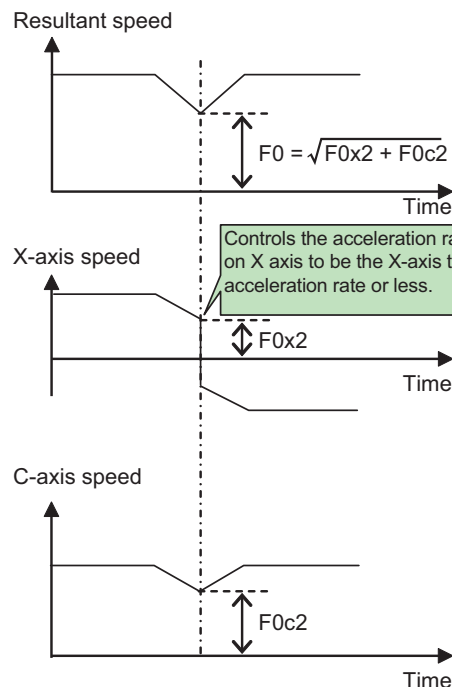 Resultant speed
F0 = √F0x2 + F0c2
Time
X-axis speed
Controls the acceleration
on X axis to be the X-axis
acceleration rate or less.
F0x2
Time
C-axis speed
F0c2
Time